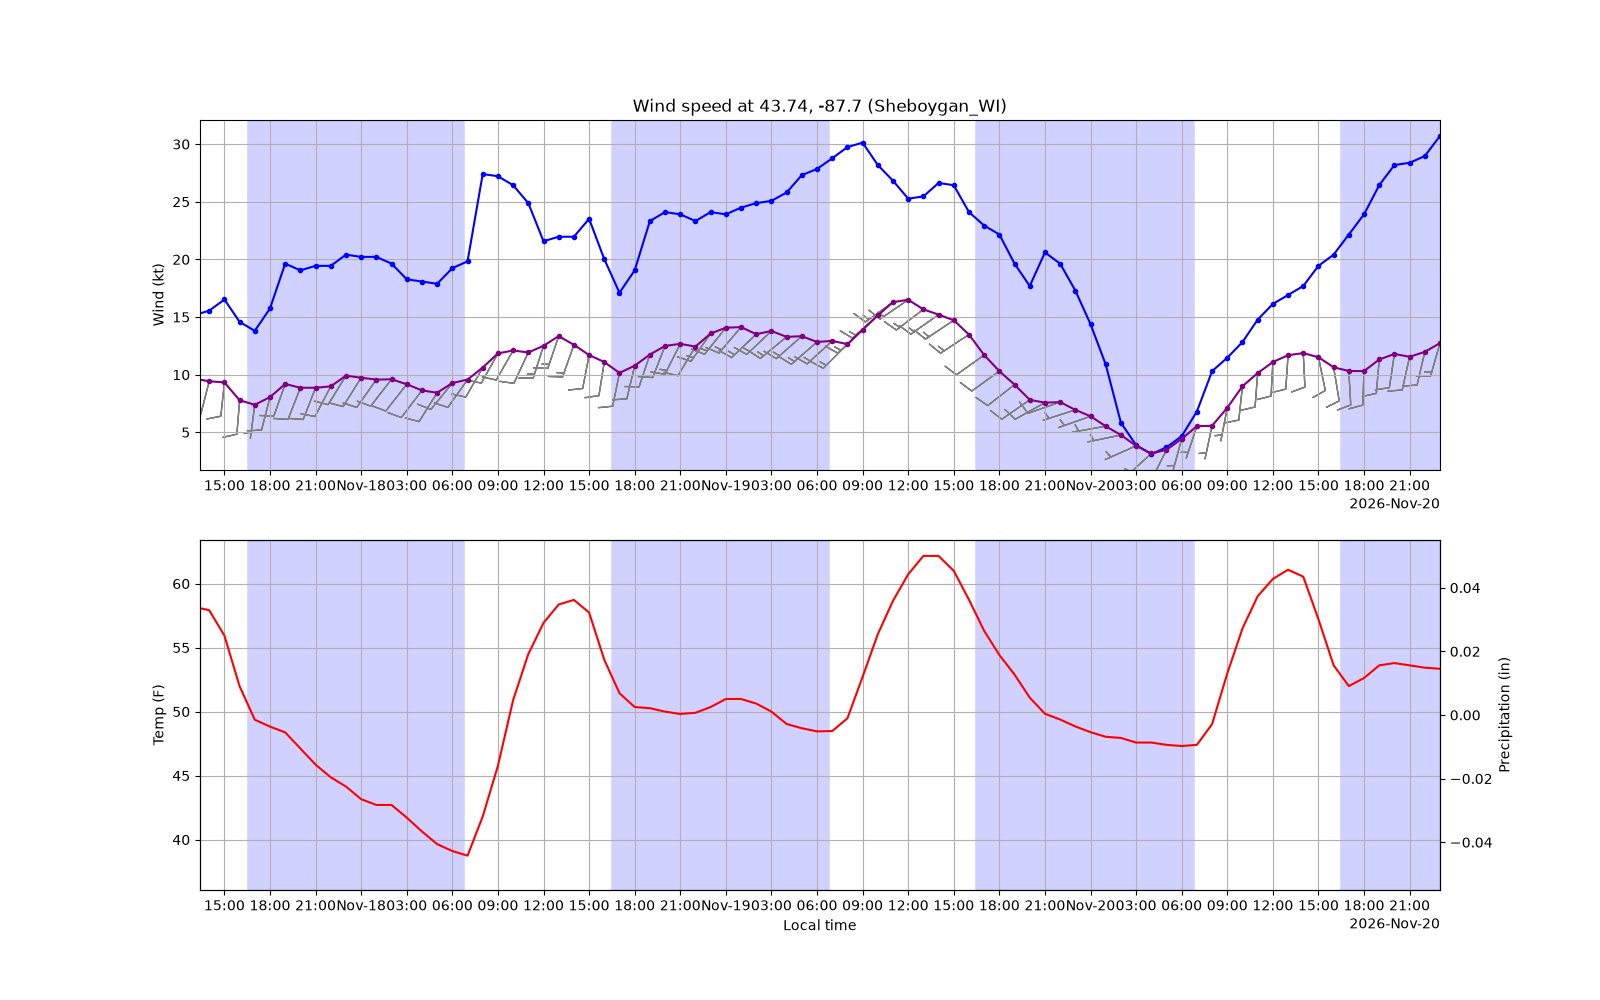 Wind speed at 43.74, -87.7 (Sheboygan_WI)
30
25
20
15
10
5
Wind (kt)
15:00 18:00 21:00 Nov-18 03:00 06:00 09:00 12:00 15:00 18:00 21:00 Nov-19 03:00 06:00 09:00 12:00 15:00 18:00 21:00 Nov-20 03:00 06:00 09:00 12:00 15:00 18:00 21:00
2026-Nov-20
60
55
50
45
40
Temp (F)
0.04
0.02
0.00
−0.02
−0.04
Precipitation (in)
15:00 18:00 21:00 Nov-18 03:00 06:00 09:00 12:00 15:00 18:00 21:00 Nov-19 03:00 06:00 09:00 12:00 15:00 18:00 21:00 Nov-20 03:00 06:00 09:00 12:00 15:00 18:00 21:00
Local time
2026-Nov-20